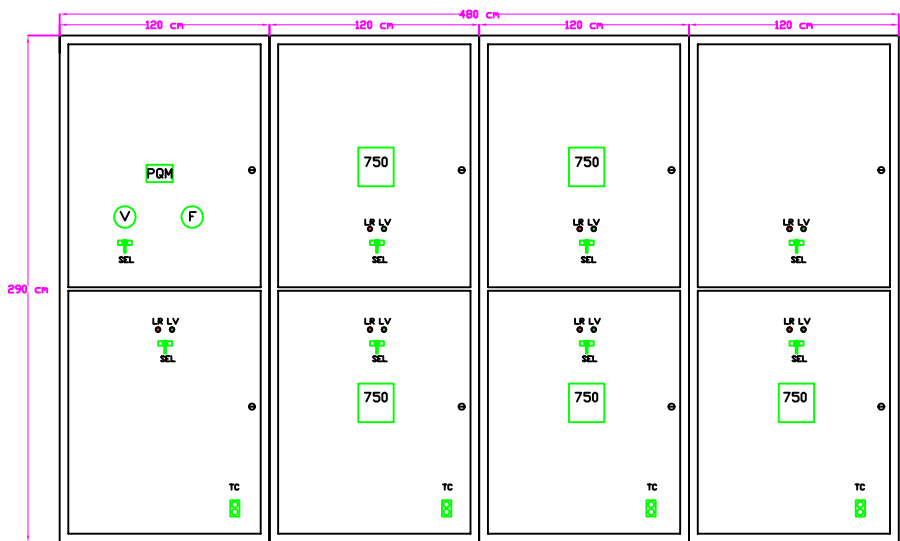 480 cm
120 cm 120 cm 120 cm 120 cm
750 750
PQM
V F
LR LV LR LV LR LV
SEL SEL SEL SEL
290 cm
LR LV LR LV LR LV LR LV
SEL SEL SEL SEL
750 750 750
TC TC TC TC